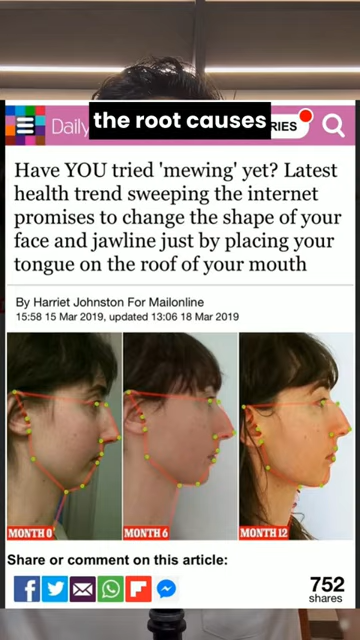 Daily
the root causes
RIES
Have YOU tried 'mewing' yet? Latest
health trend sweeping the internet
promises to change the shape of your
face and jawline just by placing your
tongue on the roof of your mouth
By Harriet Johnston For Mailonline
15:58 15 Mar 2019, updated 13:06 18 Mar 2019
MONTH 0 MONTH 6 MONTH 12
Share or comment on this article:
752
shares